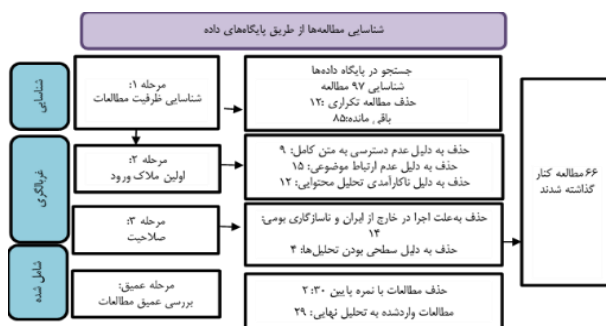 شناسایی مطالعه‌ها از طریق پایگاه‌های داده
شناسایی
مرحله ۱:
شناسایی ظرفیت مطالعات
جستجو در پایگاه داده‌ها
شناسایی ۹۷ مطالعه
حذف مطالعه تکراری :۱۲
باقی مانده:۸۵
غربالگری
مرحله ۲:
اولین ملاک ورود
حذف به دلیل عدم دسترسی به متن کامل: ۹
حذف به دلیل عدم ارتباط موضوعی: ۱۵
حذف به دلیل ناکارآمدی تحلیل محتوایی: ۱۲
مرحله ۳:
صلاحیت
حذف به‌علت اجرا در خارج از ایران و ناسازگاری بومی:
۱۴
حذف به دلیل سطحی بودن تحلیل‌ها: ۴
شامل شده
مرحله عمیق:
بررسی عمیق مطالعات
حذف مطالعات با نمره پایین ۳۰: ۲
مطالعات واردشده به تحلیل نهایی: ۲۹
۶۶ مطالعه کنار
گذاشته شدند